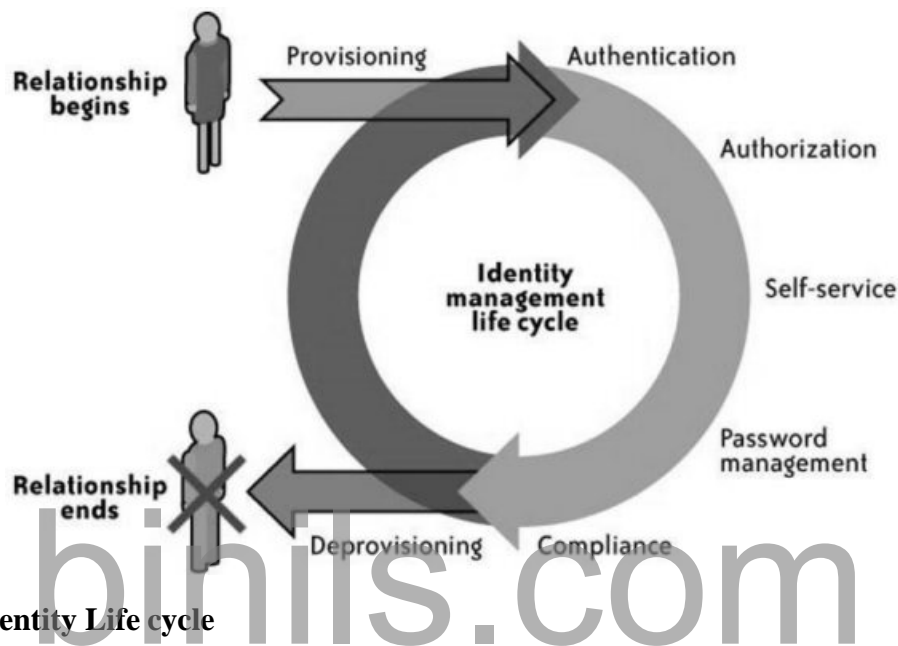 Provisioning
Authentication
Relationship
begins
Authorization
Identity
management
life cycle
Self-service
Password
management
Relationship
ends
Deprovisioning
Compliance
binils.com
entity Life cycle